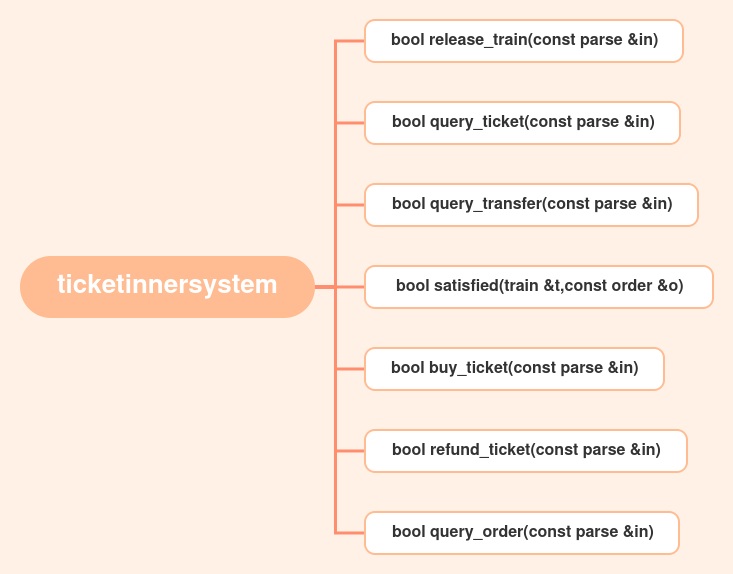 ticketinnersystem
bool release_train(const parse &in)
bool query_ticket(const parse &in)
bool query_transfer(const parse &in)
bool satisfied(train &t,const order &o)
bool buy_ticket(const parse &in)
bool refund_ticket(const parse &in)
bool query_order(const parse &in)